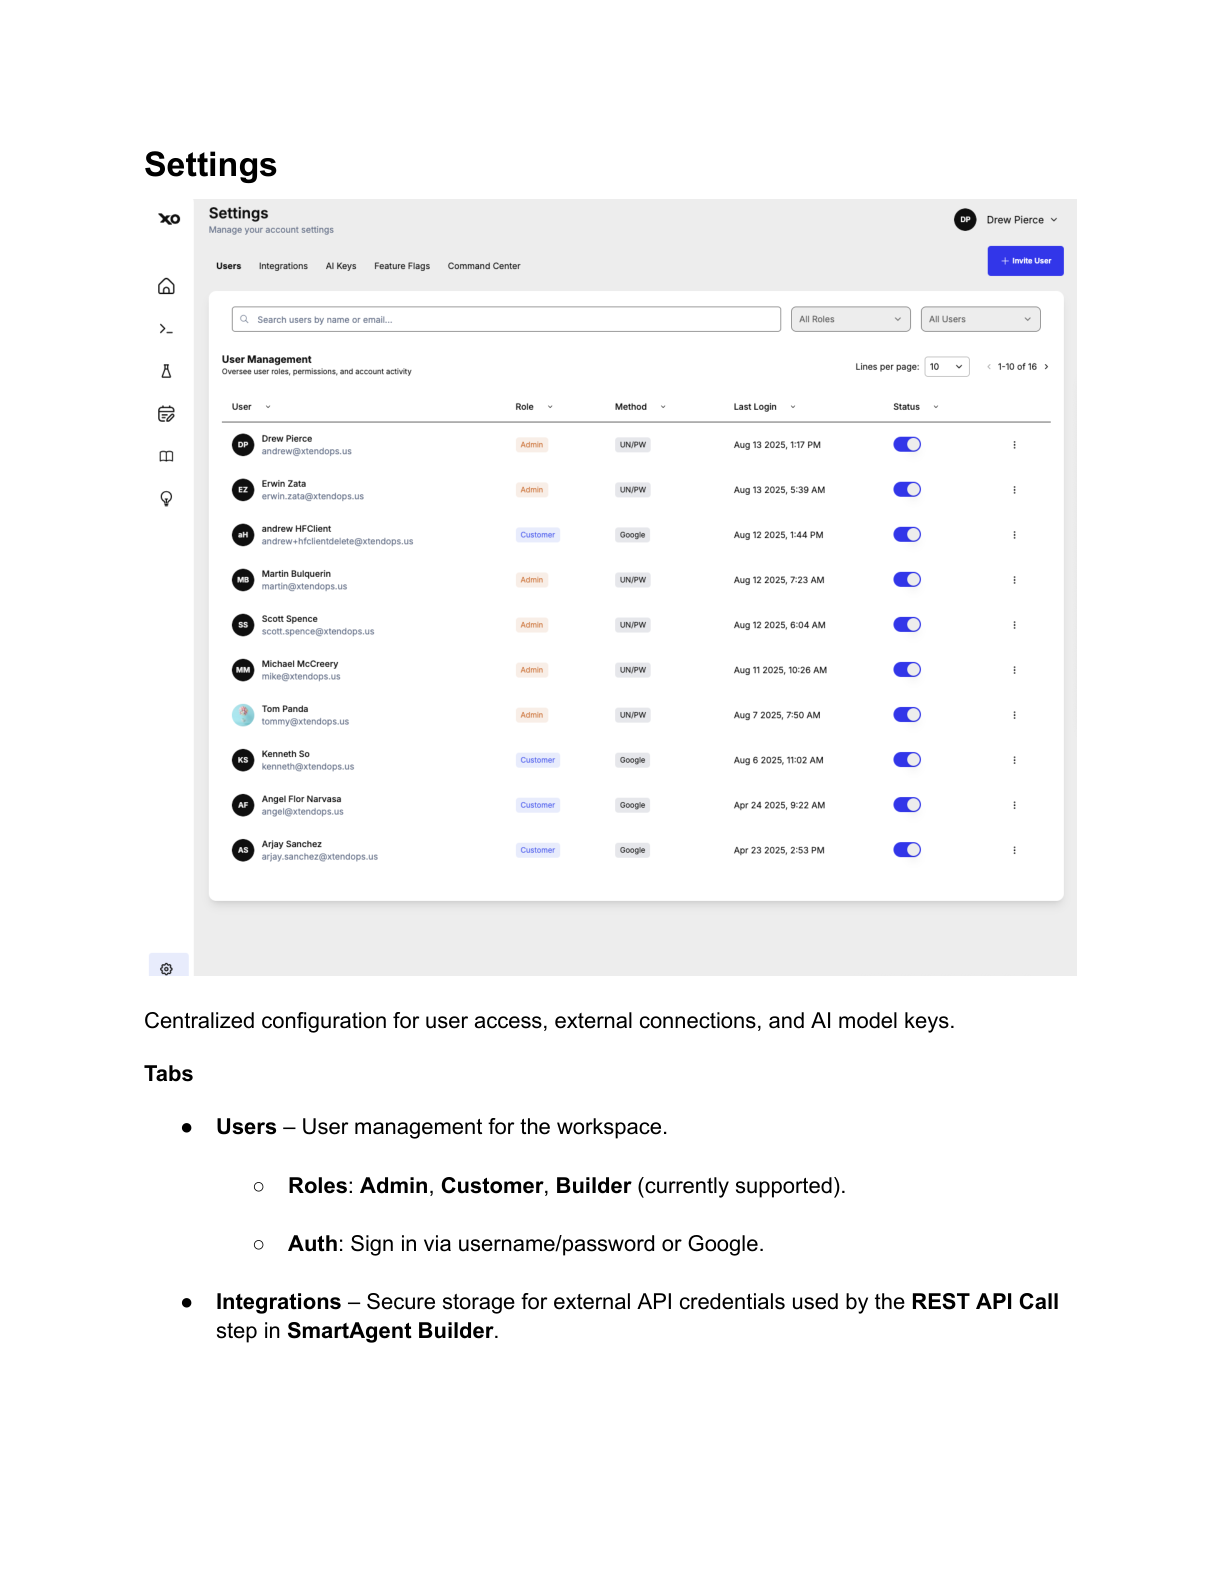 Settings
xo
Settings
Manage your account settings
DP Drew Pierce
Users Integrations AI Keys Feature Flags Command Center
+ Invite User
Search users by name or email...
All Roles
All Users
User Management
Oversee user roles, permissions, and account activity
Lines per page: 10 1-10 of 16
User Role Method Last Login Status
DP Drew Pierce
andrew@xtendops.us
Admin UN/PW Aug 13 2025, 1:17 PM
EZ Erwin Zata
erwin.zata@xtendops.us
Admin UN/PW Aug 13 2025, 5:39 AM
aH andrew HFClient
andrew+hfclientdelete@xtendops.us
Customer Google Aug 12 2025, 1:44 PM
MB Martin Bulquerin
martin@xtendops.us
Admin UN/PW Aug 12 2025, 7:23 AM
SS Scott Spence
scott.spence@xtendops.us
Admin UN/PW Aug 12 2025, 6:04 AM
MM Michael McCreery
mike@xtendops.us
Admin UN/PW Aug 11 2025, 10:26 AM
Tom Panda
tommy@xtendops.us
Admin UN/PW Aug 7 2025, 7:50 AM
KS Kenneth So
kenneth@xtendops.us
Customer Google Aug 6 2025, 11:02 AM
AF Angel Flor Narvasa
angel@xtendops.us
Customer Google Apr 24 2025, 9:22 AM
AS Arjay Sanchez
arjay.sanchez@xtendops.us
Customer Google Apr 23 2025, 2:53 PM
Centralized configuration for user access, external connections, and AI model keys.
Tabs
● Users – User management for the workspace.
○ Roles: Admin, Customer, Builder (currently supported).
○ Auth: Sign in via username/password or Google.
● Integrations – Secure storage for external API credentials used by the REST API Call
step in SmartAgent Builder.